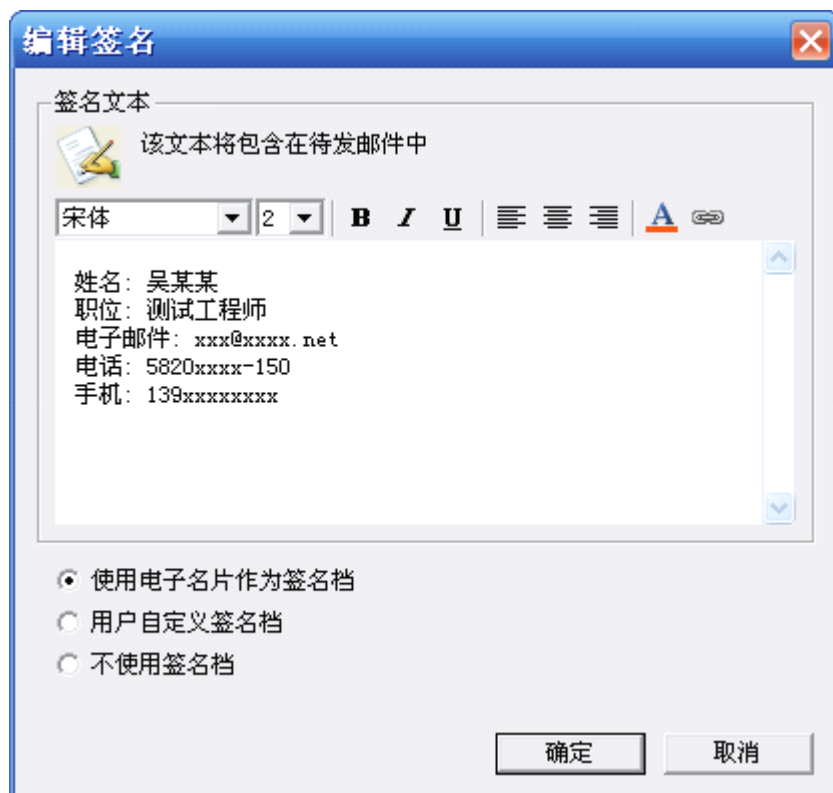 编辑签名
签名文本
该文本将包含在待发邮件中
宋体 2 B I U A
姓名: 吴某某
职位: 测试工程师
电子邮件: xxx@xxxx.net
电话: 5820xxxx-150
手机: 139xxxxxxxx
使用电子名片作为签名档
用户自定义签名档
不使用签名档
确定 取消